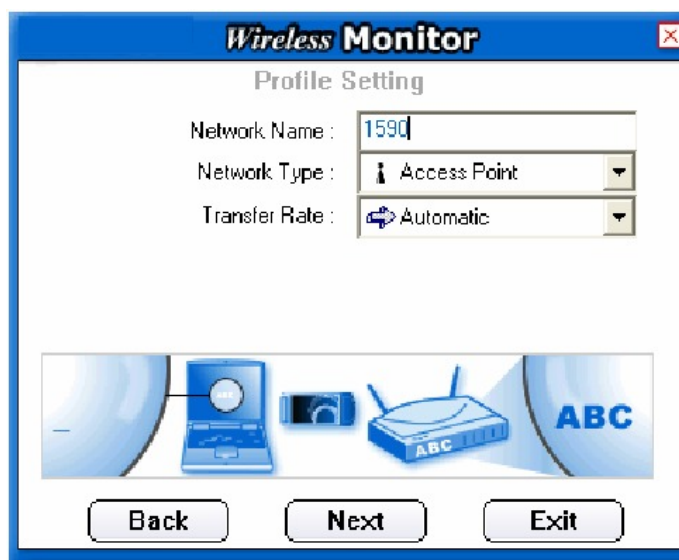 Wireless Monitor
Profile Setting
Network Name : 1590
Network Type : Access Point
Transfer Rate : Automatic
ABC
ABC
ABC
Back Next Exit